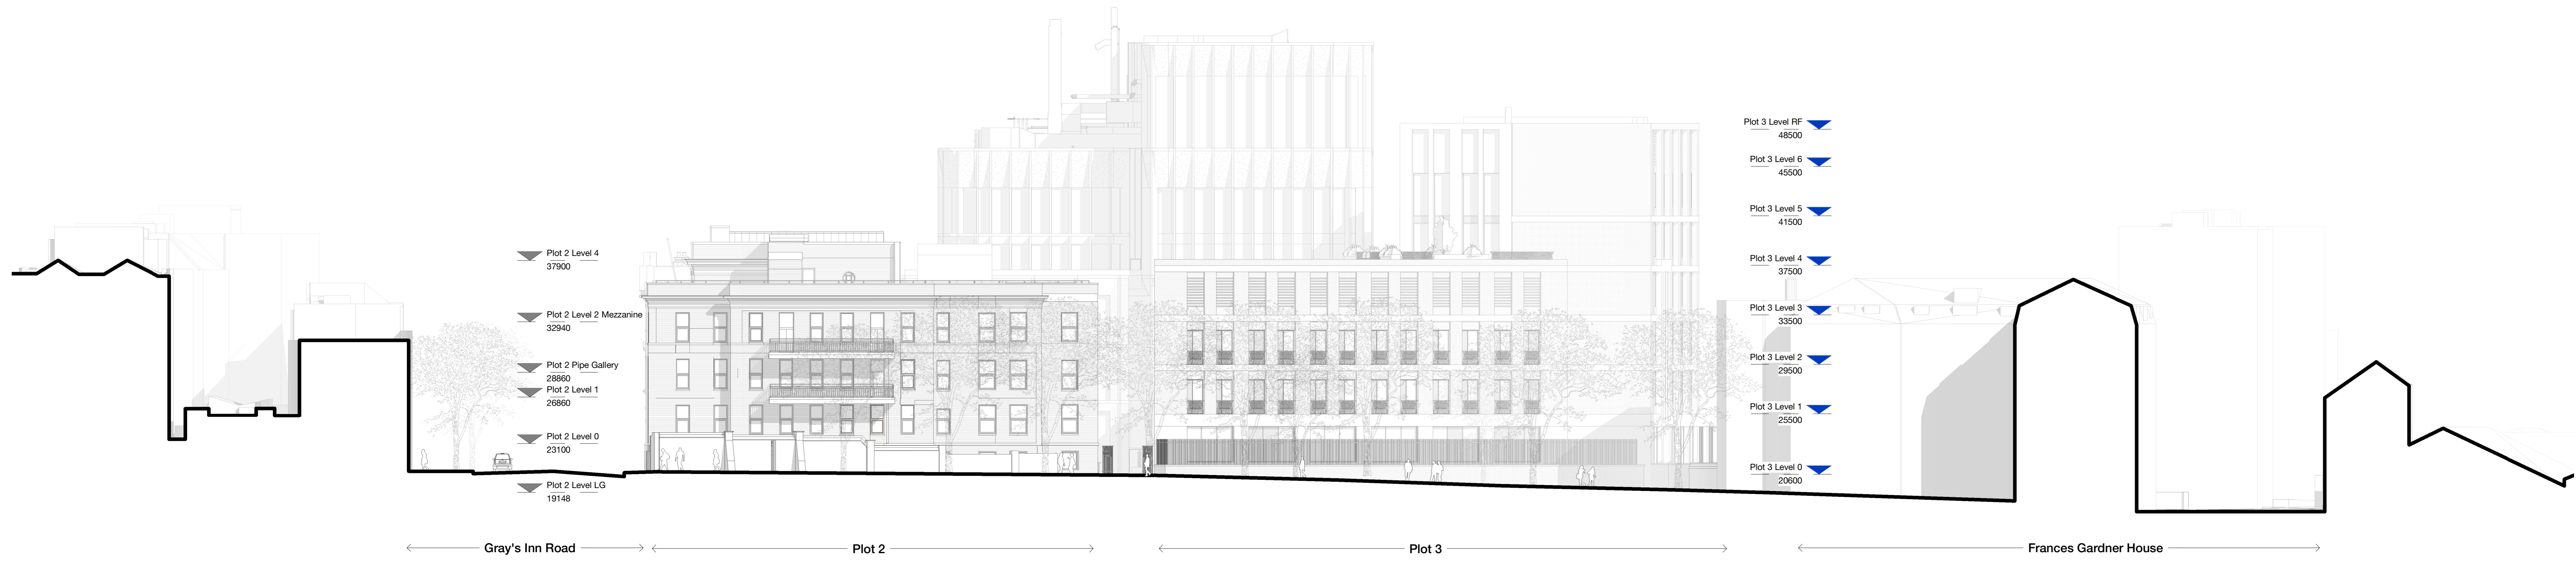 Plot 2 Level 4
37900
Plot 2 Level 2 Mezzanine
32940
Plot 2 Pipe Gallery
28860
Plot 2 Level 1
26860
Plot 2 Level 0
23100
Plot 2 Level LG
19148
Plot 3 Level RF
48500
Plot 3 Level 6
45500
Plot 3 Level 5
41500
Plot 3 Level 4
37500
Plot 3 Level 3
33500
Plot 3 Level 2
29500
Plot 3 Level 1
25500
Plot 3 Level 0
20600
Gray's Inn Road
Plot 2
Plot 3
Frances Gardner House